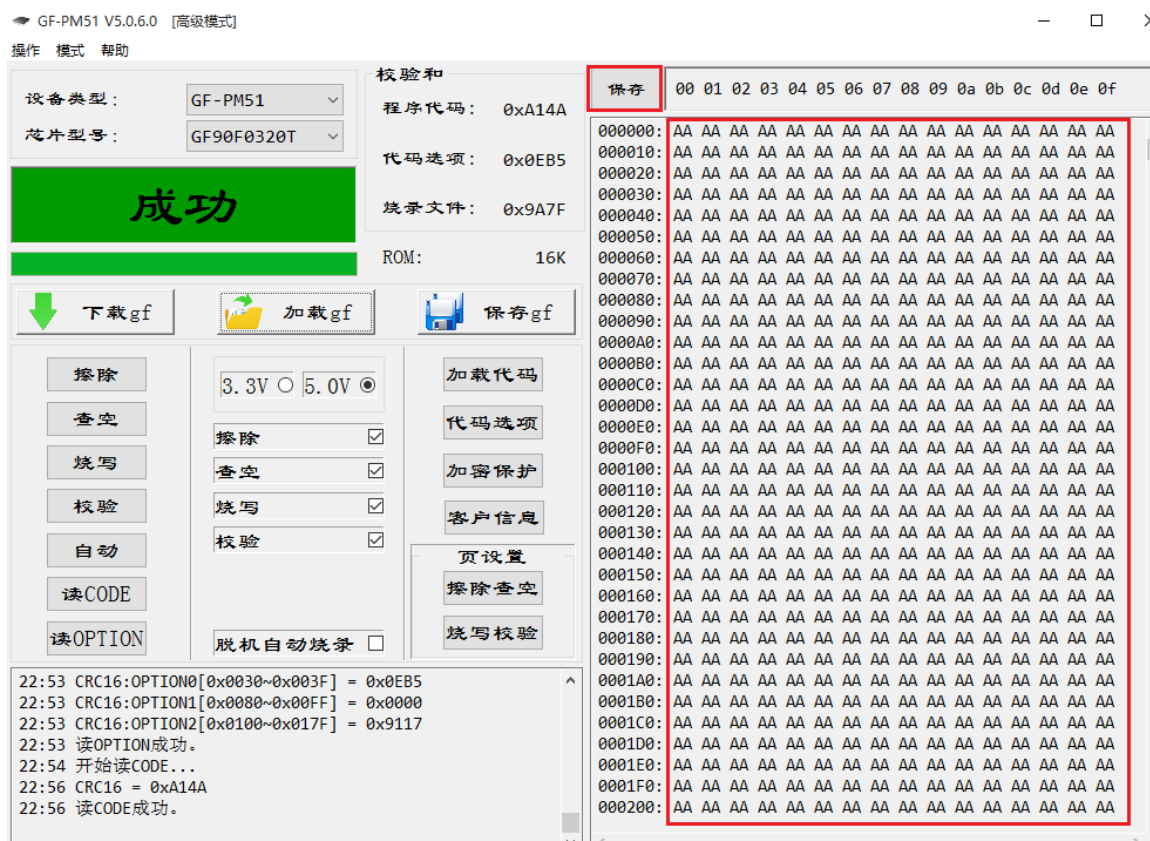 GF-PM51 V5.0.6.0 [高级模式]
操作 模式 帮助
设备类型: GF-PM51
芯片型号: GF90F0320T
成功
校验和
程序代码: 0xA14A
代码选项: 0x0EB5
烧录文件: 0x9A7F
ROM: 16K
下载gf 加载gf 保存gf
擦除
查空
烧写
校验
自动
读CODE
读OPTION
3.3V 5.0V
擦除
查空
烧写
校验
脱机自动烧录
加载代码
代码选项
加密保护
客户信息
页设置
擦除查空
烧写校验
22:53 CRC16:OPTION0[0x0030~0x003F] = 0x0EB5
22:53 CRC16:OPTION1[0x0080~0x00FF] = 0x0000
22:53 CRC16:OPTION2[0x0100~0x017F] = 0x9117
22:53 读OPTION成功。
22:54 开始读CODE...
22:56 CRC16 = 0xA14A
22:56 读CODE成功。
保存 00 01 02 03 04 05 06 07 08 09 0a 0b 0c 0d 0e 0f
000000: AA AA AA AA AA AA AA AA AA AA AA AA AA AA AA AA
000010: AA AA AA AA AA AA AA AA AA AA AA AA AA AA AA AA
000020: AA AA AA AA AA AA AA AA AA AA AA AA AA AA AA AA
000030: AA AA AA AA AA AA AA AA AA AA AA AA AA AA AA AA
000040: AA AA AA AA AA AA AA AA AA AA AA AA AA AA AA AA
000050: AA AA AA AA AA AA AA AA AA AA AA AA AA AA AA AA
000060: AA AA AA AA AA AA AA AA AA AA AA AA AA AA AA AA
000070: AA AA AA AA AA AA AA AA AA AA AA AA AA AA AA AA
000080: AA AA AA AA AA AA AA AA AA AA AA AA AA AA AA AA
000090: AA AA AA AA AA AA AA AA AA AA AA AA AA AA AA AA
0000A0: AA AA AA AA AA AA AA AA AA AA AA AA AA AA AA AA
0000B0: AA AA AA AA AA AA AA AA AA AA AA AA AA AA AA AA
0000C0: AA AA AA AA AA AA AA AA AA AA AA AA AA AA AA AA
0000D0: AA AA AA AA AA AA AA AA AA AA AA AA AA AA AA AA
0000E0: AA AA AA AA AA AA AA AA AA AA AA AA AA AA AA AA
0000F0: AA AA AA AA AA AA AA AA AA AA AA AA AA AA AA AA
000100: AA AA AA AA AA AA AA AA AA AA AA AA AA AA AA AA
000110: AA AA AA AA AA AA AA AA AA AA AA AA AA AA AA AA
000120: AA AA AA AA AA AA AA AA AA AA AA AA AA AA AA AA
000130: AA AA AA AA AA AA AA AA AA AA AA AA AA AA AA AA
000140: AA AA AA AA AA AA AA AA AA AA AA AA AA AA AA AA
000150: AA AA AA AA AA AA AA AA AA AA AA AA AA AA AA AA
000160: AA AA AA AA AA AA AA AA AA AA AA AA AA AA AA AA
000170: AA AA AA AA AA AA AA AA AA AA AA AA AA AA AA AA
000180: AA AA AA AA AA AA AA AA AA AA AA AA AA AA AA AA
000190: AA AA AA AA AA AA AA AA AA AA AA AA AA AA AA AA
0001A0: AA AA AA AA AA AA AA AA AA AA AA AA AA AA AA AA
0001B0: AA AA AA AA AA AA AA AA AA AA AA AA AA AA AA AA
0001C0: AA AA AA AA AA AA AA AA AA AA AA AA AA AA AA AA
0001D0: AA AA AA AA AA AA AA AA AA AA AA AA AA AA AA AA
0001E0: AA AA AA AA AA AA AA AA AA AA AA AA AA AA AA AA
0001F0: AA AA AA AA AA AA AA AA AA AA AA AA AA AA AA AA
000200: AA AA AA AA AA AA AA AA AA AA AA AA AA AA AA AA